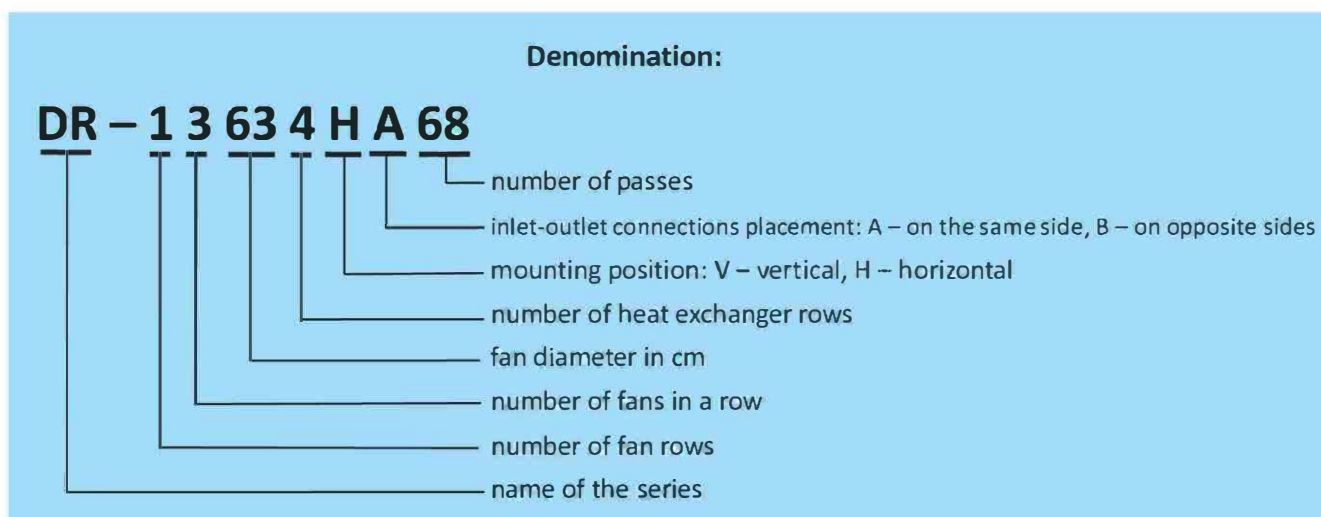 Denomination:
DR – 1 3 63 4 H A 68
number of passes
inlet-outlet connections placement: A – on the same side, B – on opposite sides
mounting position: V – vertical, H – horizontal
number of heat exchanger rows
fan diameter in cm
number of fans in a row
number of fan rows
name of the series